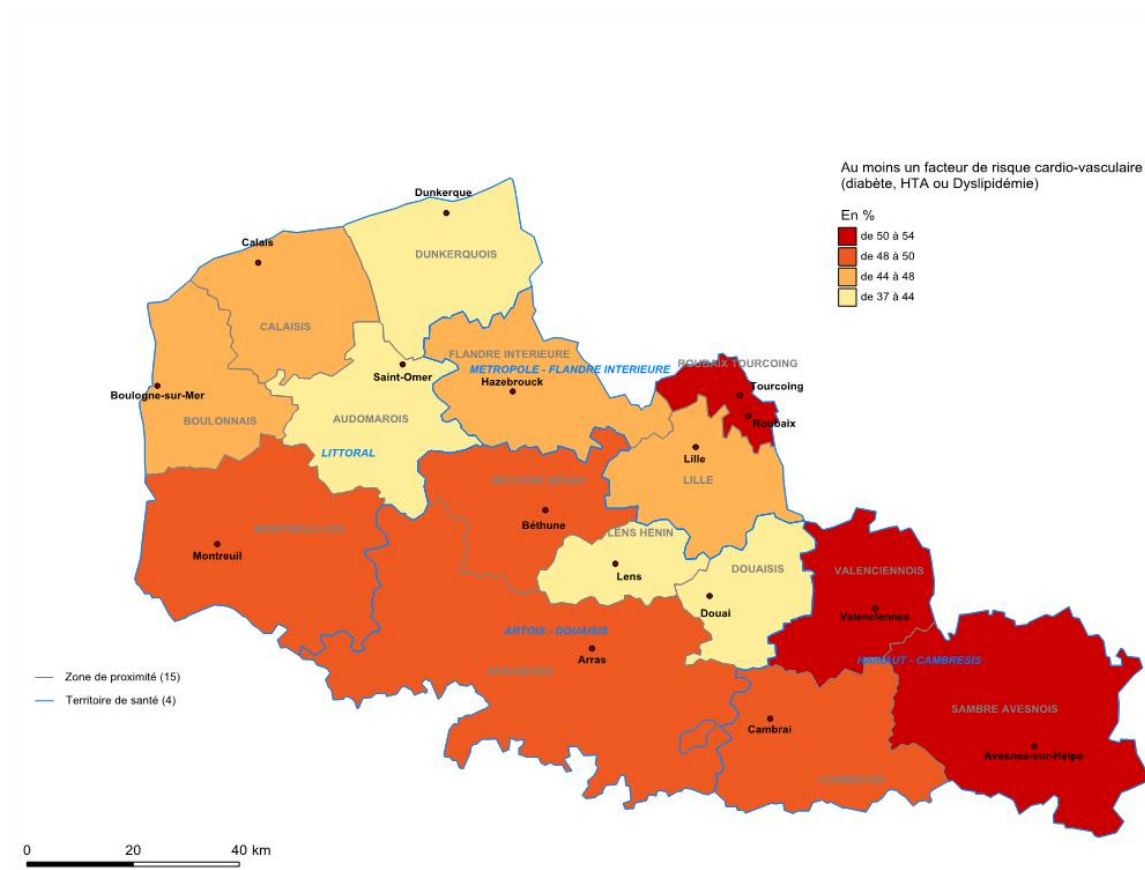 Au moins un facteur de risque cardio-vasculaire
(diabète, HTA ou Dyslipidémie)
En %
de 50 à 54
de 48 à 50
de 44 à 48
de 37 à 44
Dunkerque
DUNKERQUOIS
Calais
CALAISIS
FLANDRE INTERIEURE
METROPOLE - FLANDRE INTERIEURE
Hazebrouck
ROUBAIX TOURCOING
Tourcoing
Roubaix
Saint-Omer
AUDOMAROIS
LITTORAL
Boulogne-sur-Mer
BOULONNAIS
Lille
LILLE
Béthune
Montreuil
LENS HENIN
Lens
DOUAISIS
Douai
VALENCIENNOIS
Valenciennes
ARTOIS - DOUAISIS
Arras
HAINAUT - CAMBRESIS
SAMBRE AVESNOIS
Avesnes-sur-Helpe
Cambrai
CAMBRESIS
Zone de proximité (15)
Territoire de santé (4)
0 20 40 km